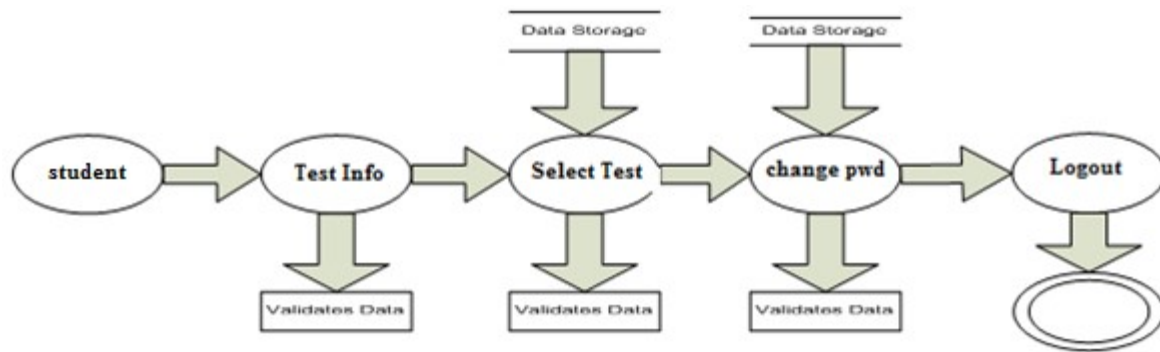 Data Storage
Data Storage
student
Test Info
Select Test
change pwd
Logout
Validates Data
Validates Data
Validates Data